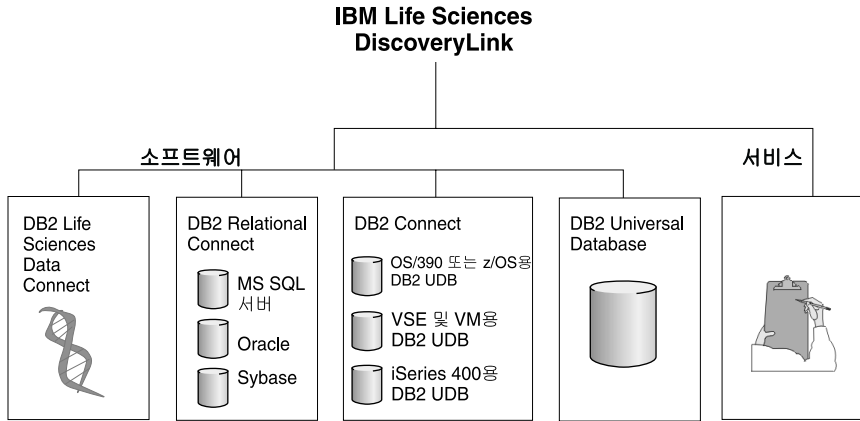 IBM Life Sciences
DiscoveryLink
소프트웨어
서비스
DB2 Life
Sciences
Data
Connect
DB2 Relational
Connect
MS SQL
서버
Oracle
Sybase
DB2 Connect
OS/390 또는 z/OS용
DB2 UDB
VSE 및 VM용
DB2 UDB
iSeries 400용
DB2 UDB
DB2 Universal
Database